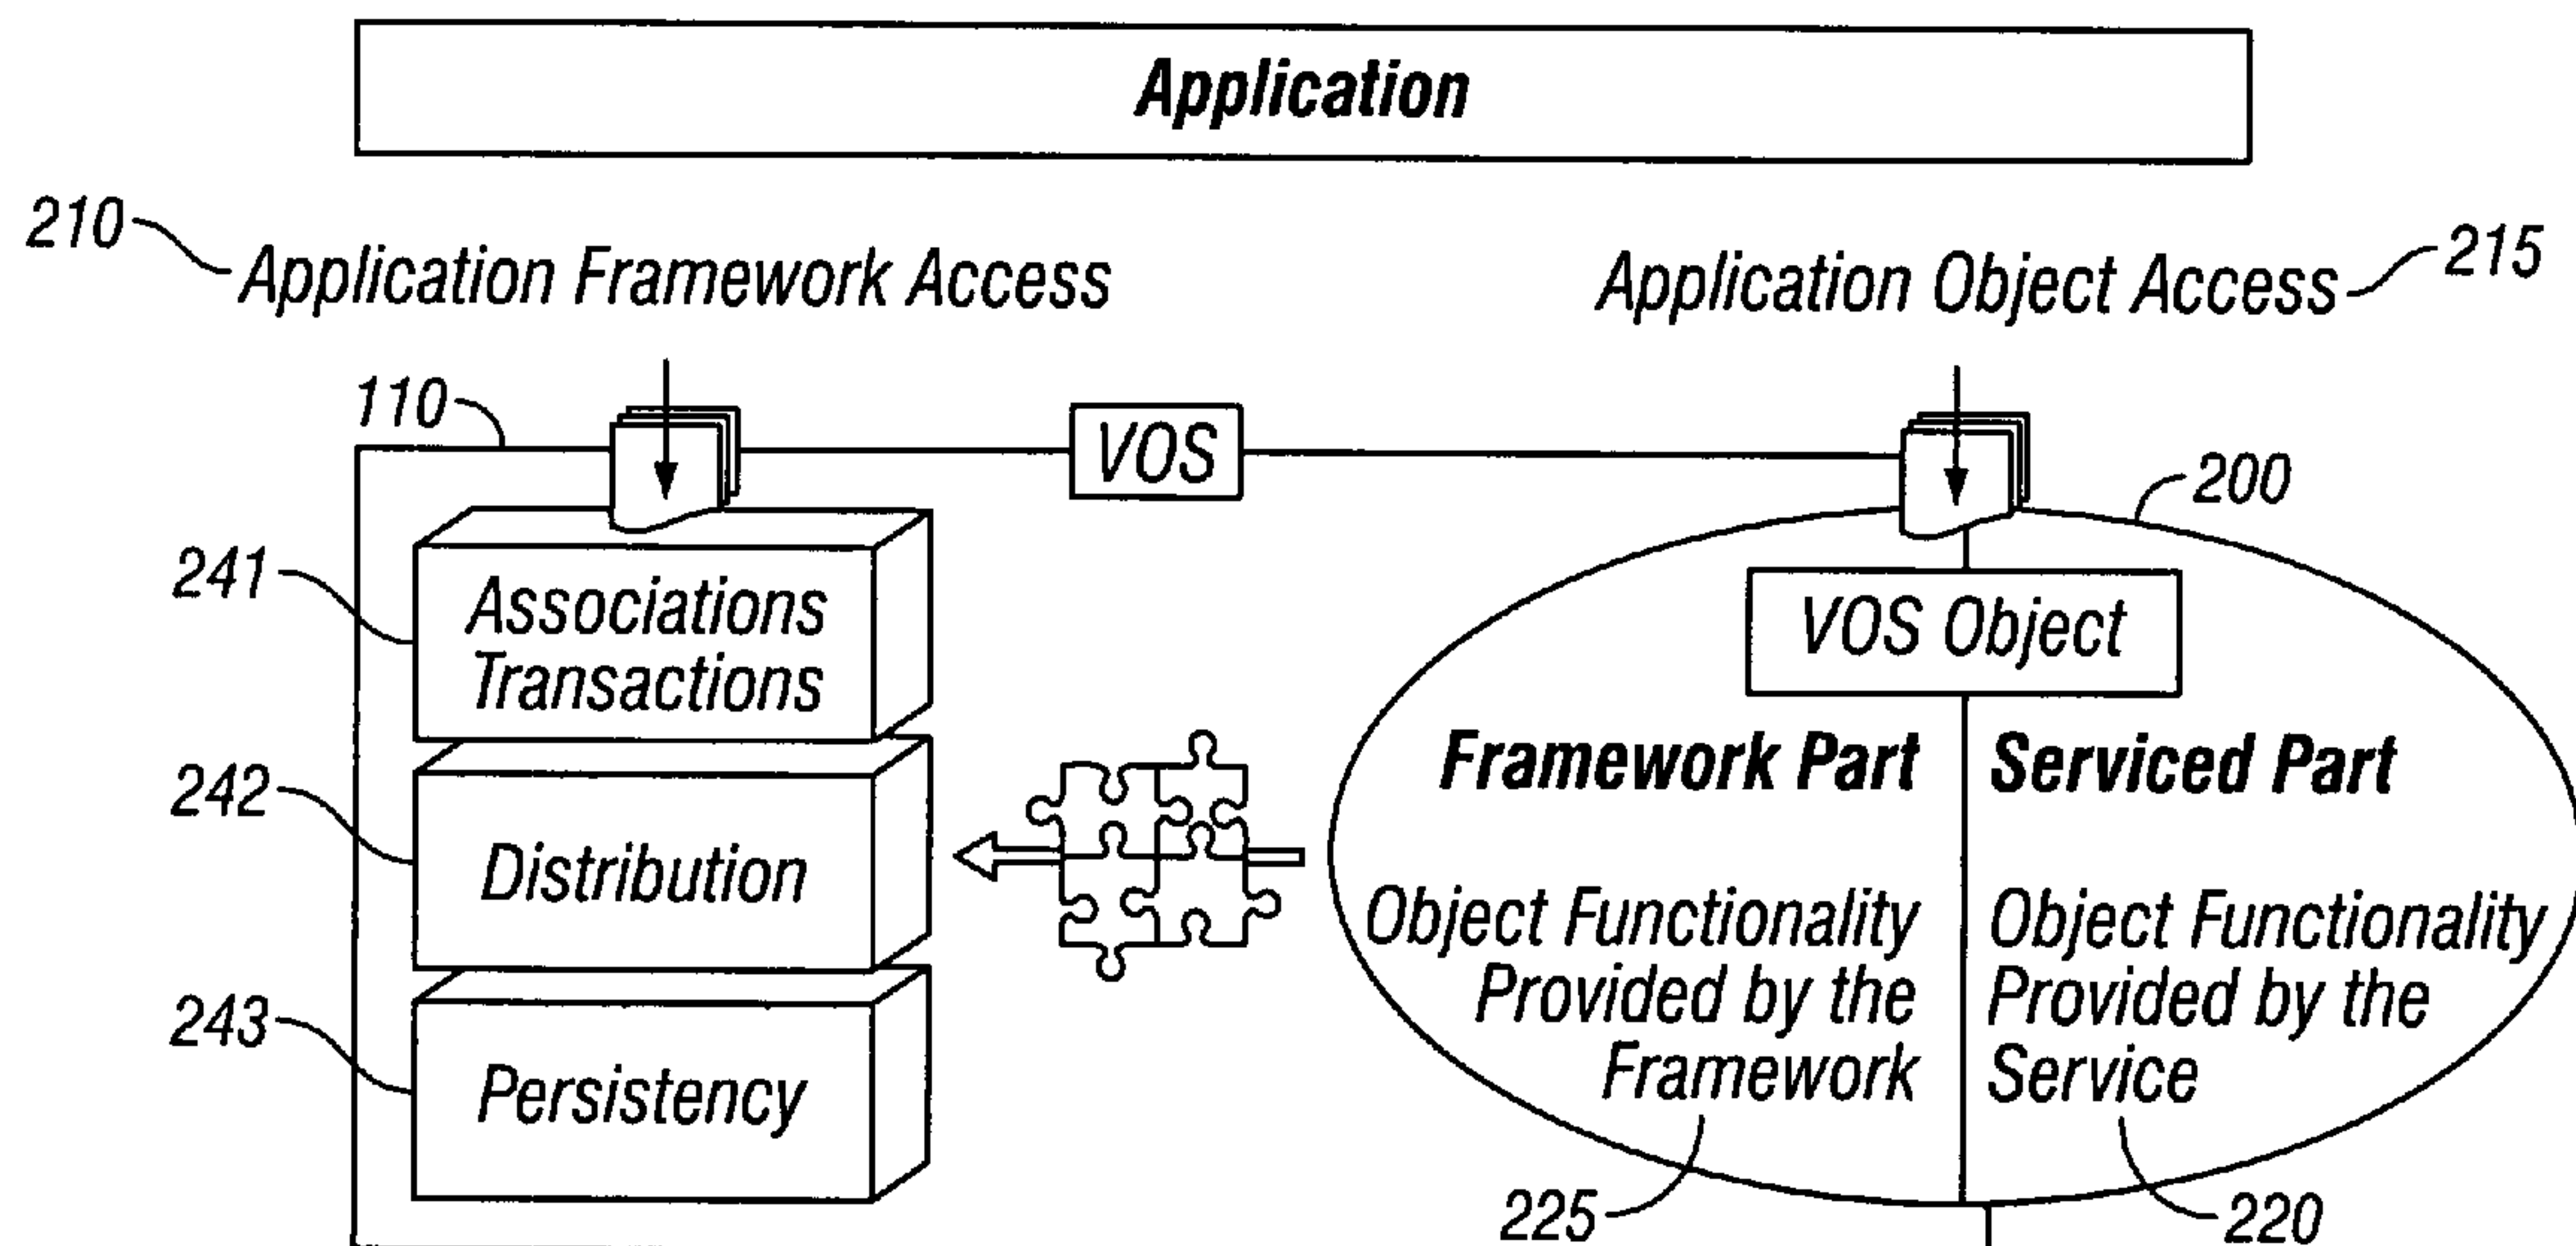 Application
210
Application Framework Access
Application Object Access
215
110
VOS
200
241
Associations
Transactions
VOS Object
242
Distribution
Framework Part
Serviced Part
Object Functionality
Provided by the
Framework
Object Functionality
Provided by the
Service
243
Persistency
225
220